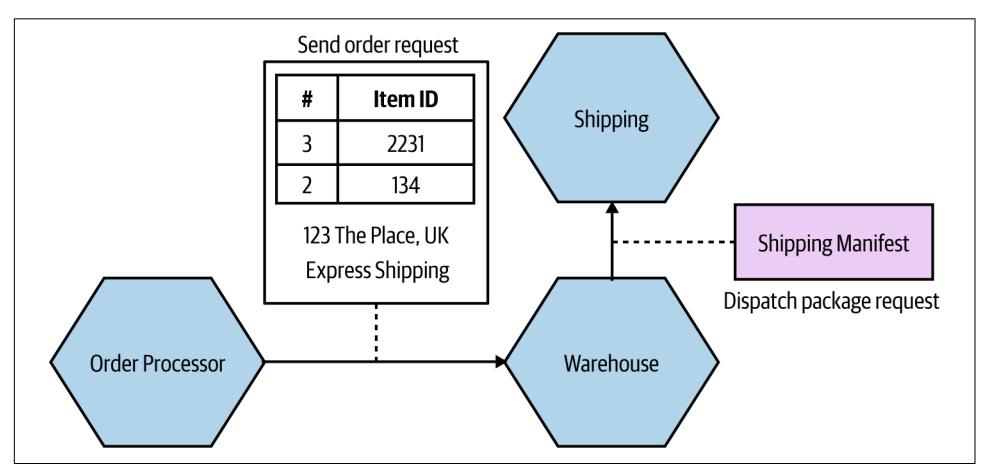 Send order request
# Item ID
3 2231
2 134
123 The Place, UK
Express Shipping
Shipping
Shipping Manifest
Dispatch package request
Order Processor
Warehouse